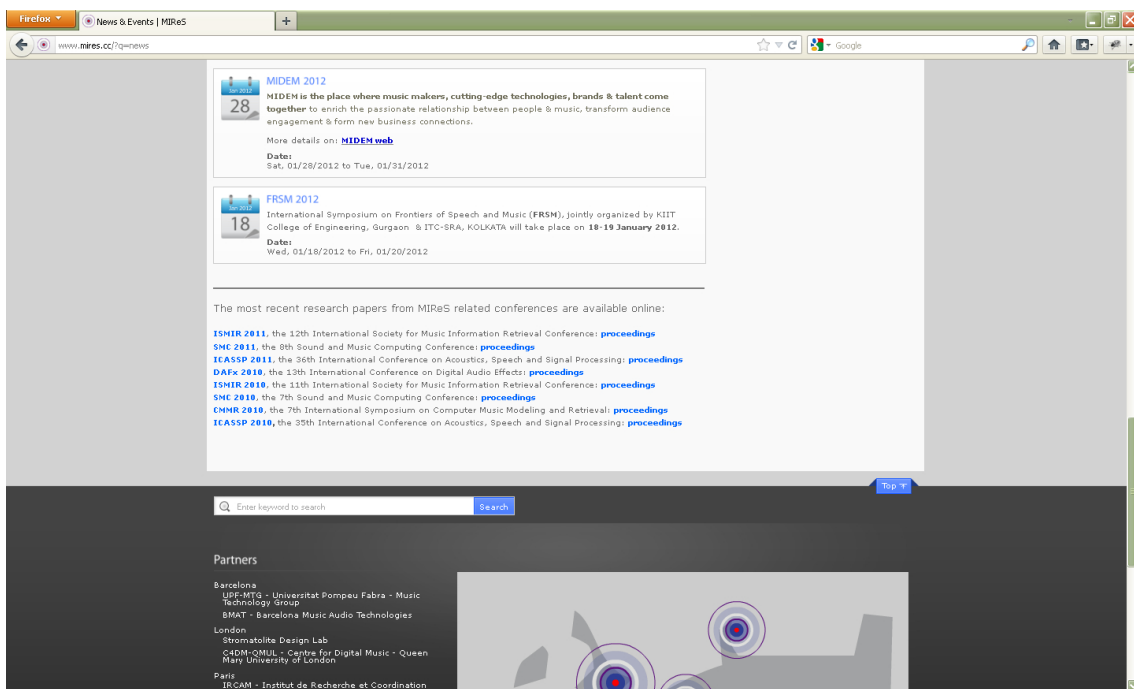 Firefox
News & Events | MIReS
www.mires.cc/?q=news
Google
Jan 2012
28
MIDEM 2012
MIDEM is the place where music makers, cutting-edge technologies, brands & talent come
together to enrich the passionate relationship between people & music, transform audience
engagement & form new business connections.
More details on: MIDEM web
Date:
Sat, 01/28/2012 to Tue, 01/31/2012
Jan 2012
18
FRSM 2012
International Symposium on Frontiers of Speech and Music (FRSM), jointly organized by KIIT
College of Engineering, Gurgaon & ITC-SRA, KOLKATA will take place on 18-19 January 2012.
Date:
Wed, 01/18/2012 to Fri, 01/20/2012
The most recent research papers from MIReS related conferences are available online:
ISMIR 2011, the 12th International Society for Music Information Retrieval Conference: proceedings
SMC 2011, the 8th Sound and Music Computing Conference: proceedings
ICASSP 2011, the 36th International Conference on Acoustics, Speech and Signal Processing: proceedings
DAFx 2010, the 13th International Conference on Digital Audio Effects: proceedings
ISMIR 2010, the 11th International Society for Music Information Retrieval Conference: proceedings
SMC 2010, the 7th Sound and Music Computing Conference: proceedings
CMMR 2010, the 7th International Symposium on Computer Music Modeling and Retrieval: proceedings
ICASSP 2010, the 35th International Conference on Acoustics, Speech and Signal Processing: proceedings
Top
Enter keyword to search
Search
Partners
Barcelona
UPF-MTG - Universitat Pompeu Fabra - Music
Technology Group
BMAT - Barcelona Music Audio Technologies
London
Stromatolite Design Lab
C4DM-QMUL - Centre for Digital Music - Queen
Mary University of London
Paris
IRCAM - Institut de Recherche et Coordination